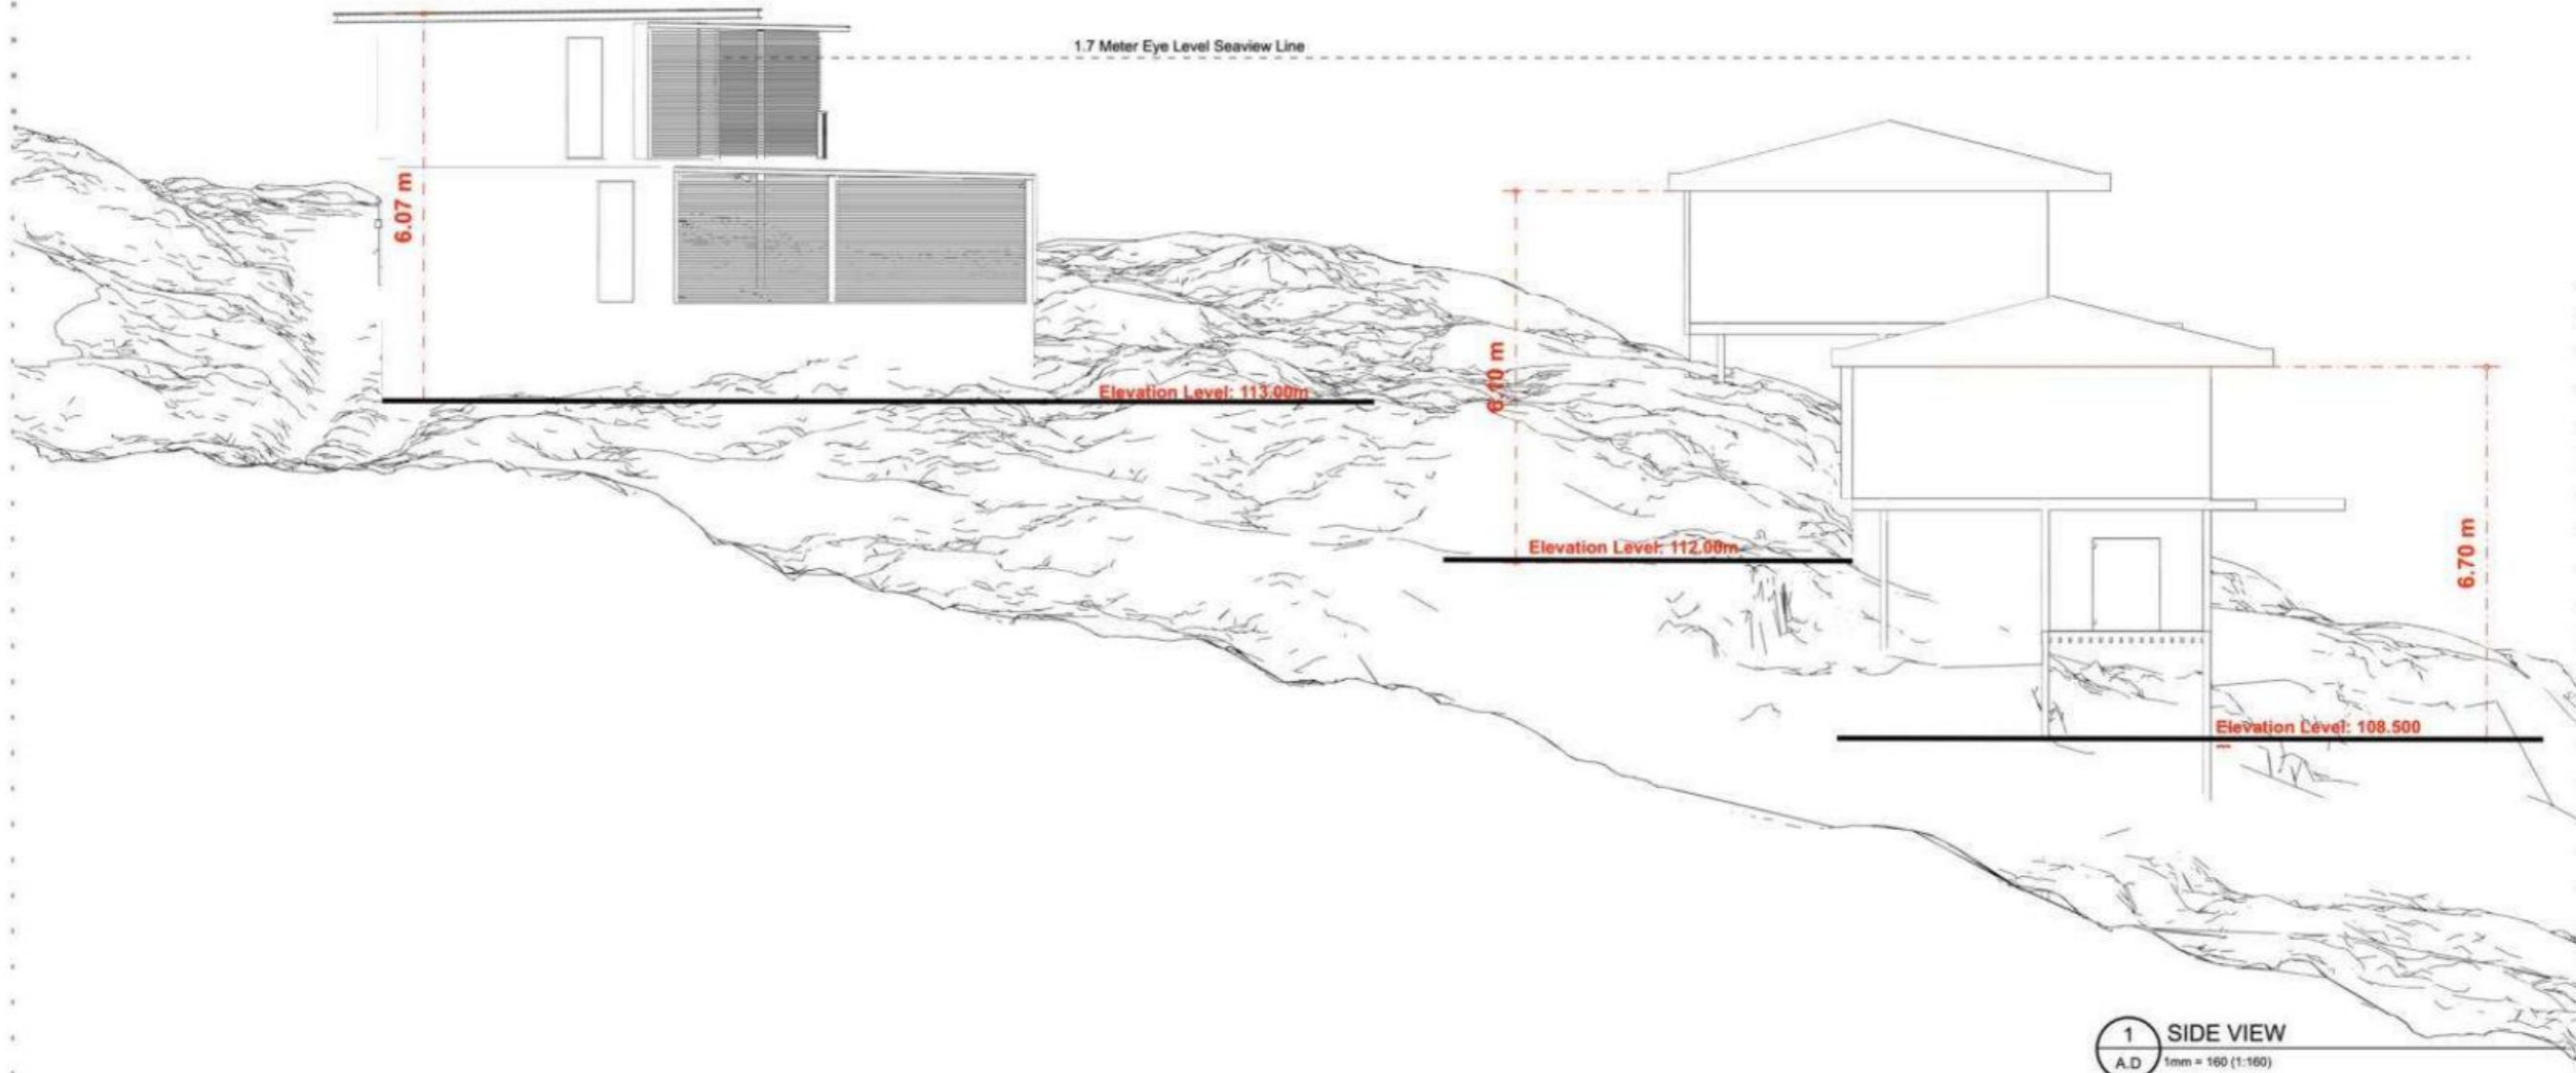 1.7 Meter Eye Level Seaview Line
6.07 m
Elevation Level: 113.00m
6.10 m
Elevation Level: 112.00m
6.70 m
Elevation Level: 108.500
m
1
SIDE VIEW
A.D
1mm = 160 (1:160)